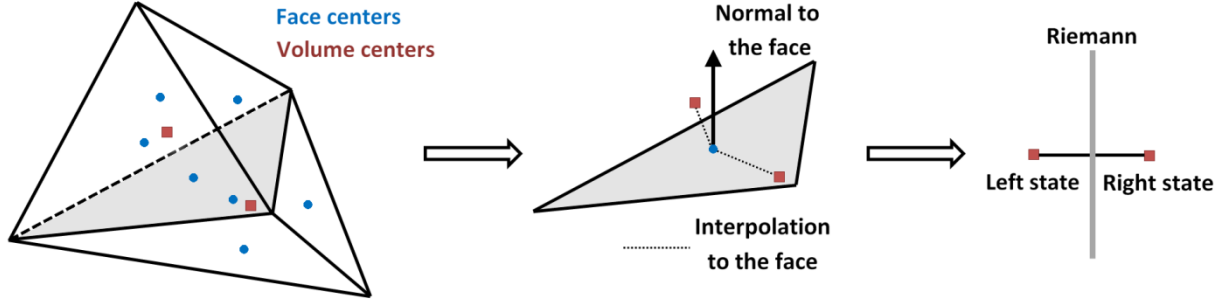 Face centers
Volume centers
Normal to
the face
Interpolation
to the face
Riemann
Left state
Right state